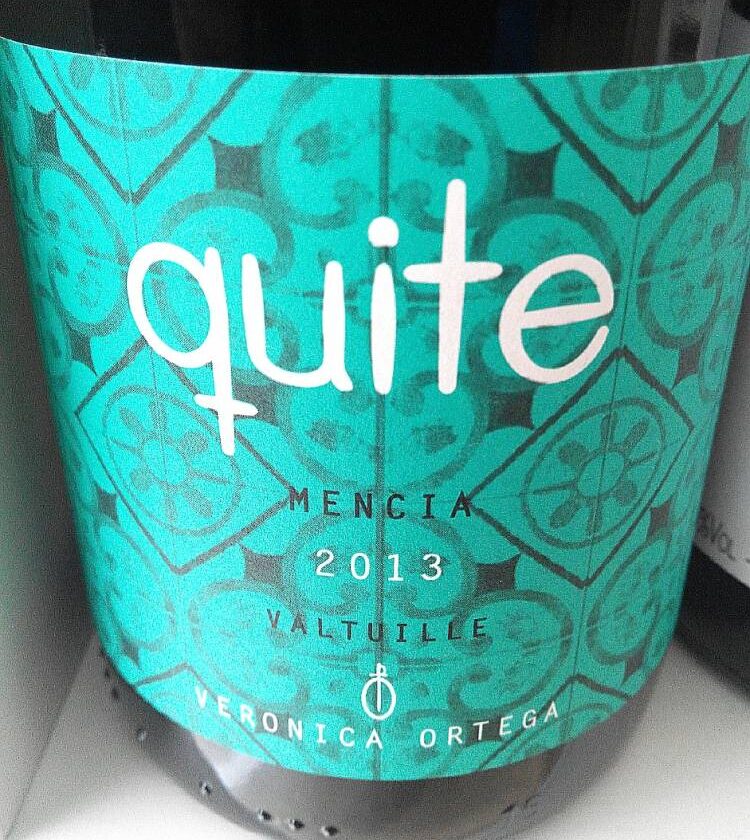 quite
MENCIA
2013
VALTUILLE
VERONICA ORTEGA